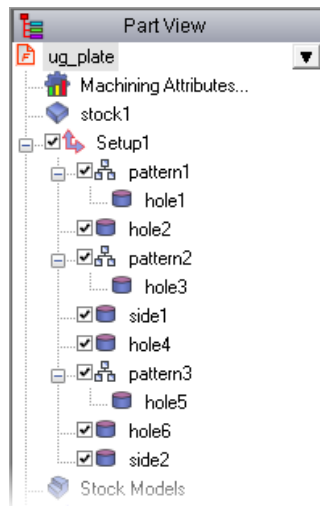 Part View
ug_plate
Machining Attributes...
stock1
Setup1
pattern1
hole1
hole2
pattern2
hole3
side1
hole4
pattern3
hole5
hole6
side2
Stock Models